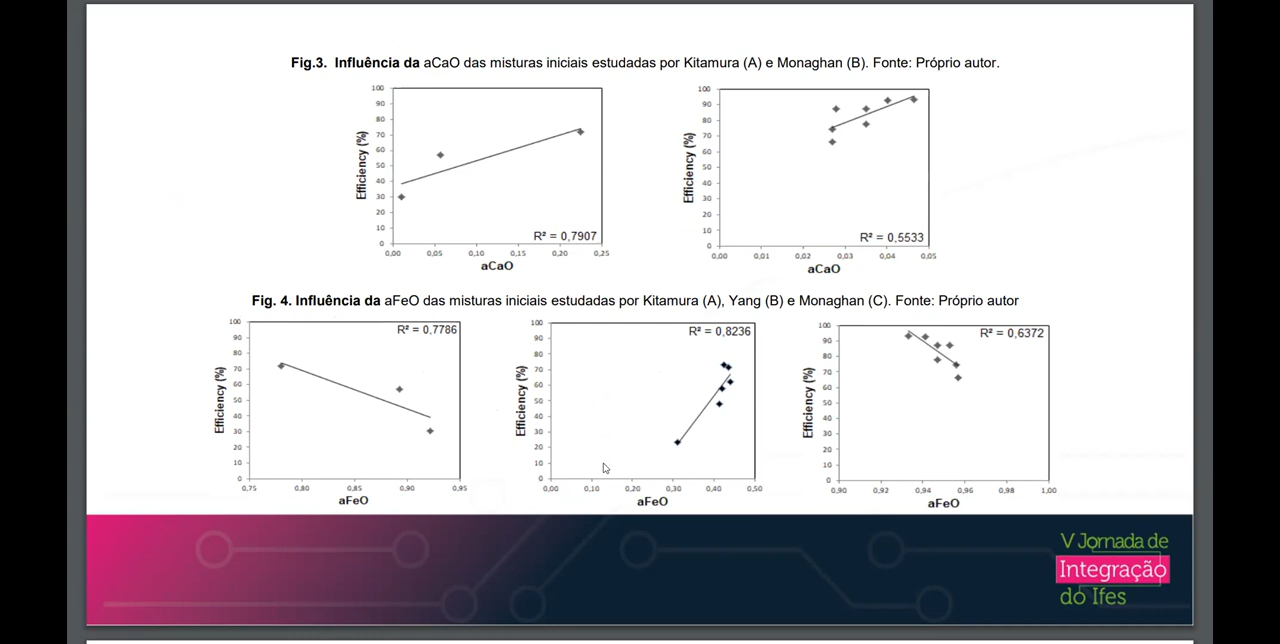 Fig.3. Influência da aCaO das misturas iniciais estudadas por Kitamura (A) e Monaghan (B). Fonte: Próprio autor.
100
90
80
70
60
50
40
30
20
10
0
Efficiency (%)
R² = 0,7907
0,00 0,05 0,10 0,15 0,20 0,25
aCaO
100
90
80
70
60
50
40
30
20
10
0
Efficiency (%)
R² = 0,5533
0,00 0,01 0,02 0,03 0,04 0,05
aCaO
Fig. 4. Influência da aFeO das misturas iniciais estudadas por Kitamura (A), Yang (B) e Monaghan (C). Fonte: Próprio autor
100
90
80
70
60
50
40
30
20
10
0
Efficiency (%)
R² = 0,7786
0,75 0,80 0,85 0,90 0,95
aFeO
100
90
80
70
60
50
40
30
20
10
0
Efficiency (%)
R² = 0,8236
0,00 0,10 0,20 0,30 0,40 0,50
aFeO
100
90
80
70
60
50
40
30
20
10
0
Efficiency (%)
R² = 0,6372
0,90 0,92 0,94 0,96 0,98 1,00
aFeO
V Jornada de
Integração
do Ifes